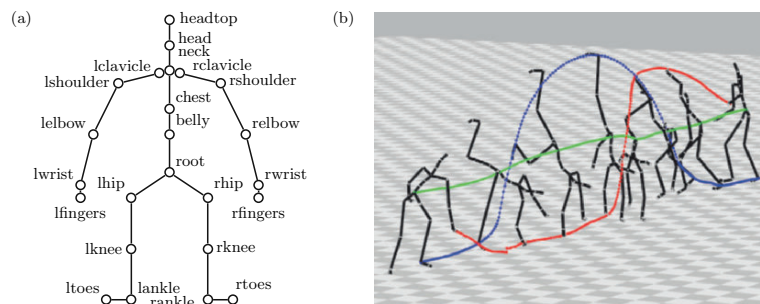 (a)
headtop
head
neck
lclavicle
rclavicle
lshoulder
rshoulder
chest
belly
lelbow
relbow
root
lwrist
rwrist
lhip
rhip
lfingers
rfingers
lknee
rknee
ltoes
lankle
rtoes
rankle
(b)